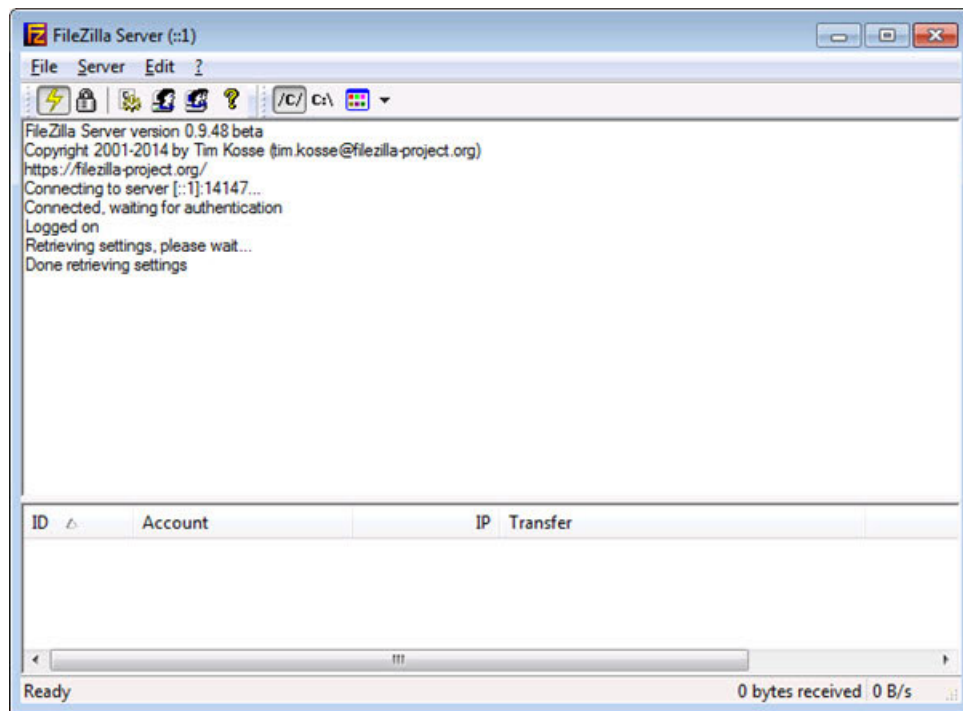 FileZilla Server (::1)
File Server Edit ?
/C/ C:\
FileZilla Server version 0.9.48 beta
Copyright 2001-2014 by Tim Kosse (tim.kosse@filezilla-project.org)
https://filezilla-project.org/
Connecting to server [::1]:14147...
Connected, waiting for authentication
Logged on
Retrieving settings, please wait...
Done retrieving settings
ID Account IP Transfer
Ready 0 bytes received 0 B/s